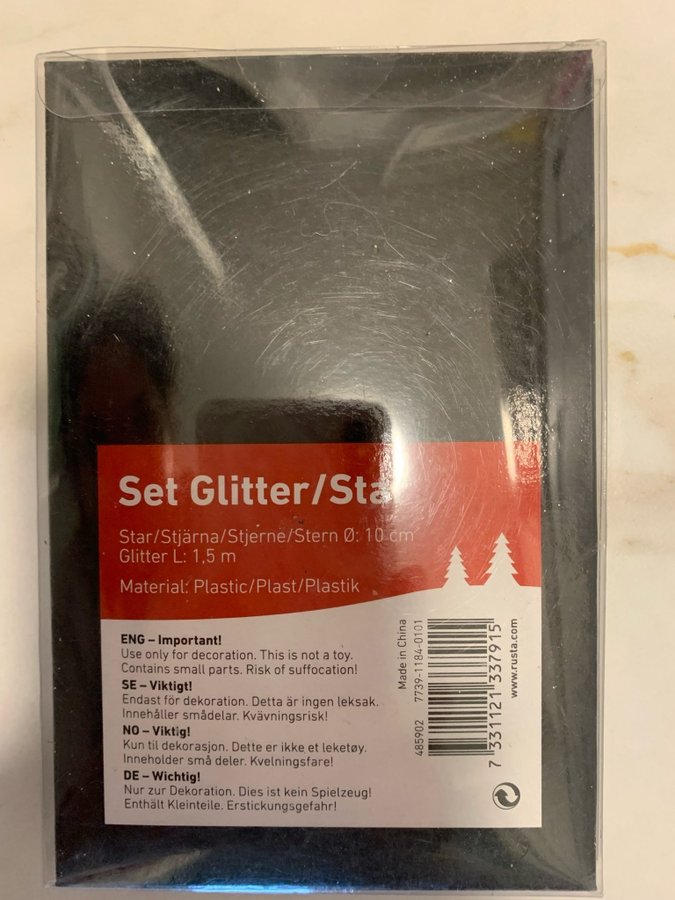 Set Glitter/Sta
Star/Stjärna/Stjerne/Stern Ø: 10 cm
Glitter L: 1,5 m
Material: Plastic/Plast/Plastik
ENG – Important!
Use only for decoration. This is not a toy.
Contains small parts. Risk of suffocation!
SE – Viktigt!
Endast för dekoration. Detta är ingen leksak.
Innehåller smådelar. Kvävningsrisk!
NO – Viktig!
Kun til dekorasjon. Dette er ikke et leketøy.
Inneholder små deler. Kvelningsfare!
DE – Wichtig!
Nur zur Dekoration. Dies ist kein Spielzeug!
Enthält Kleinteile. Erstickungsgefahr!
Made in China
485902 7739-1184-0101
7 331121 337915
www.rusta.com